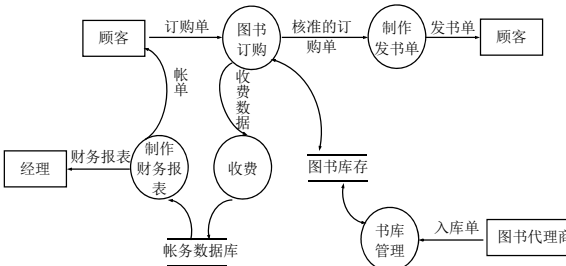 订购单
核准的订
购单
发书单
顾客
图书
订购
制作
发书单
顾客
帐
单
收
费
数
据
财务报表
经理
制作
财务报
表
收费
图书库存
书库
管理
入库单
图书代理商
帐务数据库